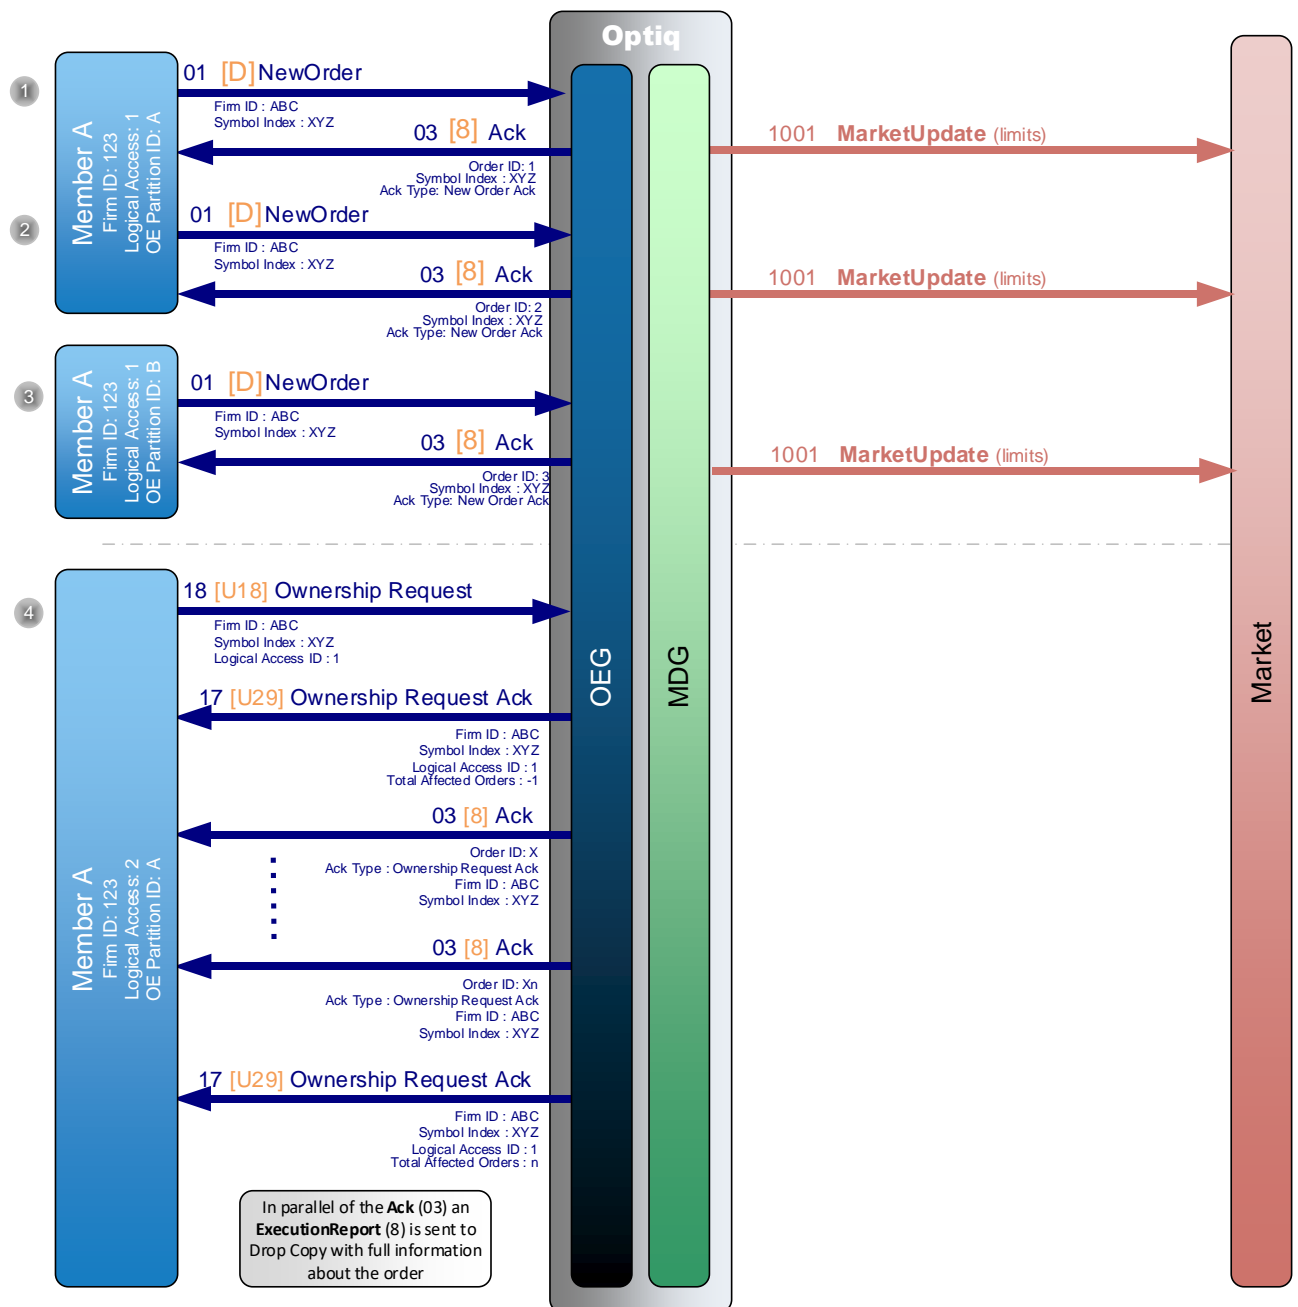 Optiq
1
Member A
Firm ID: 123
Logical Access: 1
OE Partition ID: A
01 [D]NewOrder
Firm ID : ABC
Symbol Index : XYZ
03 [8] Ack
Order ID: 1
Symbol Index : XYZ
Ack Type: New Order Ack
1001 MarketUpdate (limits)
2
01 [D]NewOrder
Firm ID : ABC
Symbol Index : XYZ
03 [8] Ack
Order ID: 2
Symbol Index : XYZ
Ack Type: New Order Ack
1001 MarketUpdate (limits)
3
Member A
Firm ID: 123
Logical Access: 1
OE Partition ID: B
01 [D]NewOrder
Firm ID : ABC
Symbol Index : XYZ
03 [8] Ack
Order ID: 3
Symbol Index : XYZ
Ack Type: New Order Ack
1001 MarketUpdate (limits)
4
Member A
Firm ID: 123
Logical Access: 2
OE Partition ID: A
18 [U18] Ownership Request
Firm ID : ABC
Symbol Index : XYZ
Logical Access ID : 1
17 [U29] Ownership Request Ack
Firm ID : ABC
Symbol Index : XYZ
Logical Access ID : 1
Total Affected Orders : -1
03 [8] Ack
Order ID: X
Ack Type : Ownership Request Ack
Firm ID : ABC
Symbol Index : XYZ
03 [8] Ack
Order ID: Xn
Ack Type : Ownership Request Ack
Firm ID : ABC
Symbol Index : XYZ
17 [U29] Ownership Request Ack
Firm ID : ABC
Symbol Index : XYZ
Logical Access ID : 1
Total Affected Orders : n
In parallel of the Ack (03) an
ExecutionReport (8) is sent to
Drop Copy with full information
about the order
OEG
MDG
Market